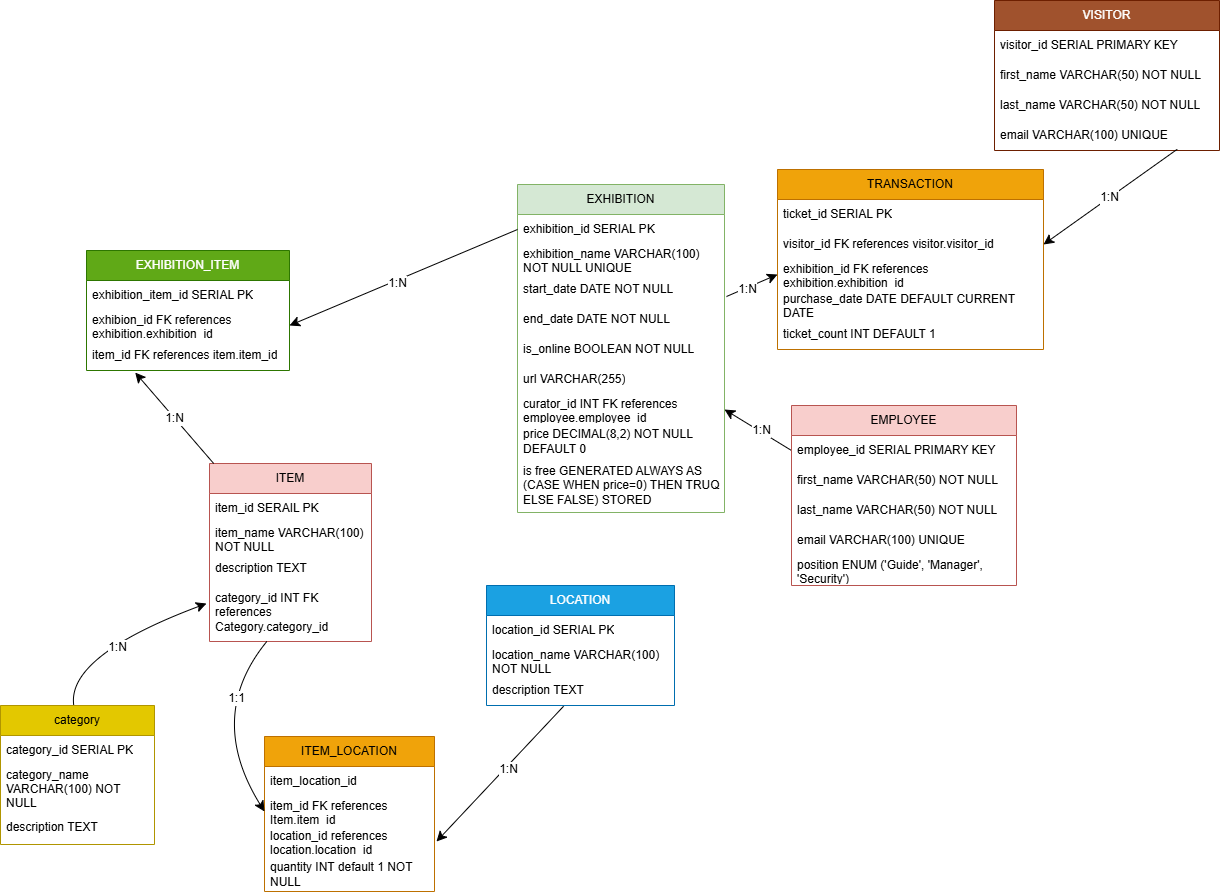 VISITOR
visitor_id SERIAL PRIMARY KEY
first_name VARCHAR(50) NOT NULL
last_name VARCHAR(50) NOT NULL
email VARCHAR(100) UNIQUE
1:N
TRANSACTION
ticket_id SERIAL PK
visitor_id FK references visitor.visitor_id
exhibition_id FK references
exhibition.exhibition_id
purchase_date DATE DEFAULT CURRENT
DATE
ticket_count INT DEFAULT 1
1:N
EXHIBITION
exhibition_id SERIAL PK
exhibition_name VARCHAR(100)
NOT NULL UNIQUE
start_date DATE NOT NULL
end_date DATE NOT NULL
is_online BOOLEAN NOT NULL
url VARCHAR(255)
curator_id INT FK references
employee.employee_id
price DECIMAL(8,2) NOT NULL
DEFAULT 0
is free GENERATED ALWAYS AS
(CASE WHEN price=0) THEN TRUQ
ELSE FALSE) STORED
1:N
EXHIBITION_ITEM
exhibition_item_id SERIAL PK
exhibion_id FK references
exhibition.exhibition_id
item_id FK references item.item_id
1:N
EMPLOYEE
employee_id SERIAL PRIMARY KEY
first_name VARCHAR(50) NOT NULL
last_name VARCHAR(50) NOT NULL
email VARCHAR(100) UNIQUE
position ENUM ('Guide', 'Manager',
'Security')
1:N
ITEM
item_id SERAIL PK
item_name VARCHAR(100)
NOT NULL
description TEXT
category_id INT FK
references
Category.category_id
1:N
LOCATION
location_id SERIAL PK
location_name VARCHAR(100)
NOT NULL
description TEXT
1:1
category
category_id SERIAL PK
category_name
VARCHAR(100) NOT
NULL
description TEXT
ITEM_LOCATION
item_location_id
item_id FK references
Item.item_id
location_id references
location.location_id
quantity INT default 1 NOT
NULL
1:N